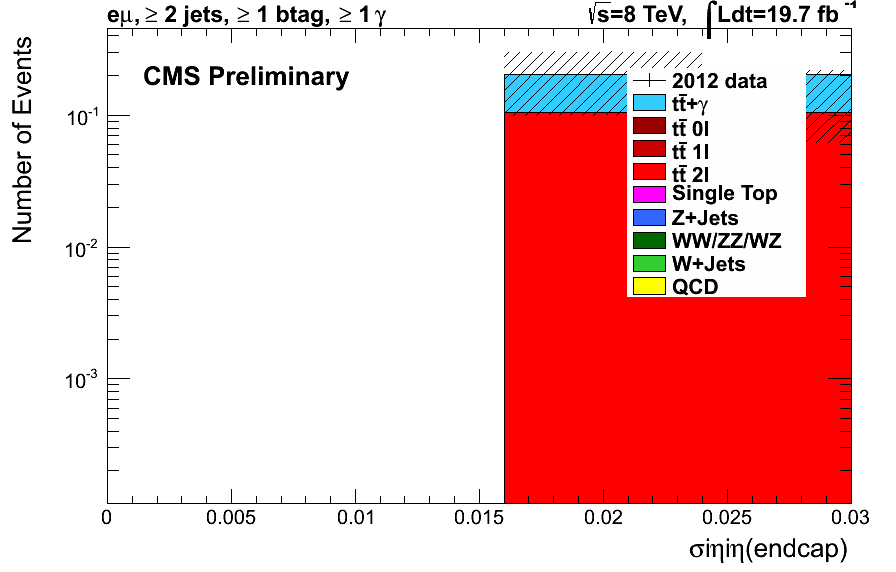 eμ, ≥ 2 jets, ≥ 1 btag, ≥ 1 γ
√s=8 TeV, ∫Ldt=19.7 fb⁻¹
CMS Preliminary
Number of Events
10⁻¹
10⁻²
10⁻³
2012 data
tt̄+γ
tt̄ 0l
tt̄ 1l
tt̄ 2l
Single Top
Z+Jets
WW/ZZ/WZ
W+Jets
QCD
0 0.005 0.01 0.015 0.02 0.025 0.03
σiηiη(endcap)